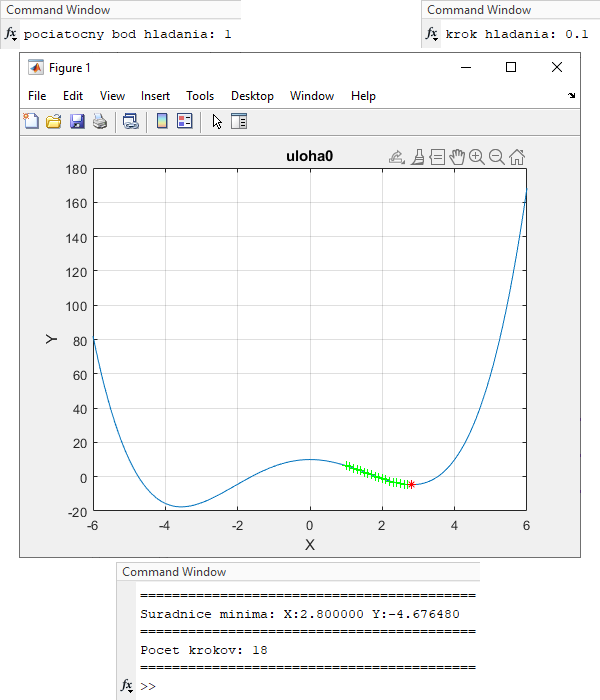 Command Window
fx pociatocny bod hladania: 1
Command Window
fx krok hladania: 0.1
Figure 1
File Edit View Insert Tools Desktop Window Help
uloha0
180
160
140
120
100
80
60
40
20
0
-20
Y
-6 -4 -2 0 2 4 6
X
Command Window
========================================
Suradnice minima: X:2.800000 Y:-4.676480
========================================
Pocet krokov: 18
========================================
fx >>